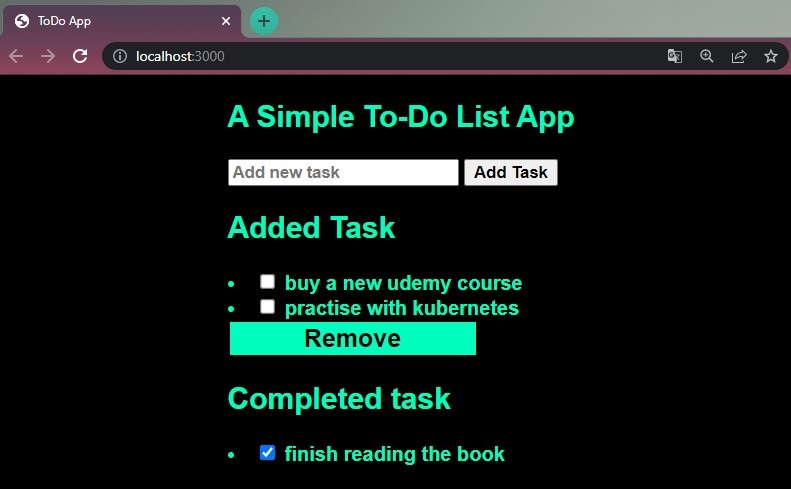 ToDo App
localhost:3000
A Simple To-Do List App
Add new task Add Task
Added Task
buy a new udemy course
practise with kubernetes
Remove
Completed task
finish reading the book